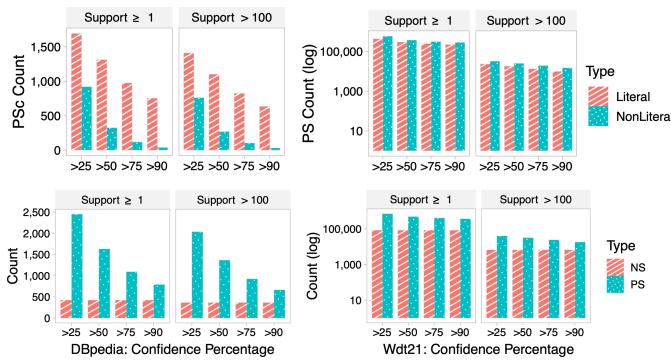 Support ≥ 1
Support > 100
PSc Count
1,500
1,000
500
0
>25 >50 >75 >90
>25 >50 >75 >90
Support ≥ 1
Support > 100
PS Count (log)
100,000
1,000
10
>25 >50 >75 >90
>25 >50 >75 >90
Type
Literal
NonLitera
Support ≥ 1
Support > 100
Count
2,500
2,000
1,500
1,000
500
0
>25 >50 >75 >90
>25 >50 >75 >90
DBpedia: Confidence Percentage
Support ≥ 1
Support > 100
Count (log)
100,000
1,000
10
>25 >50 >75 >90
>25 >50 >75 >90
Wdt21: Confidence Percentage
Type
NS
PS